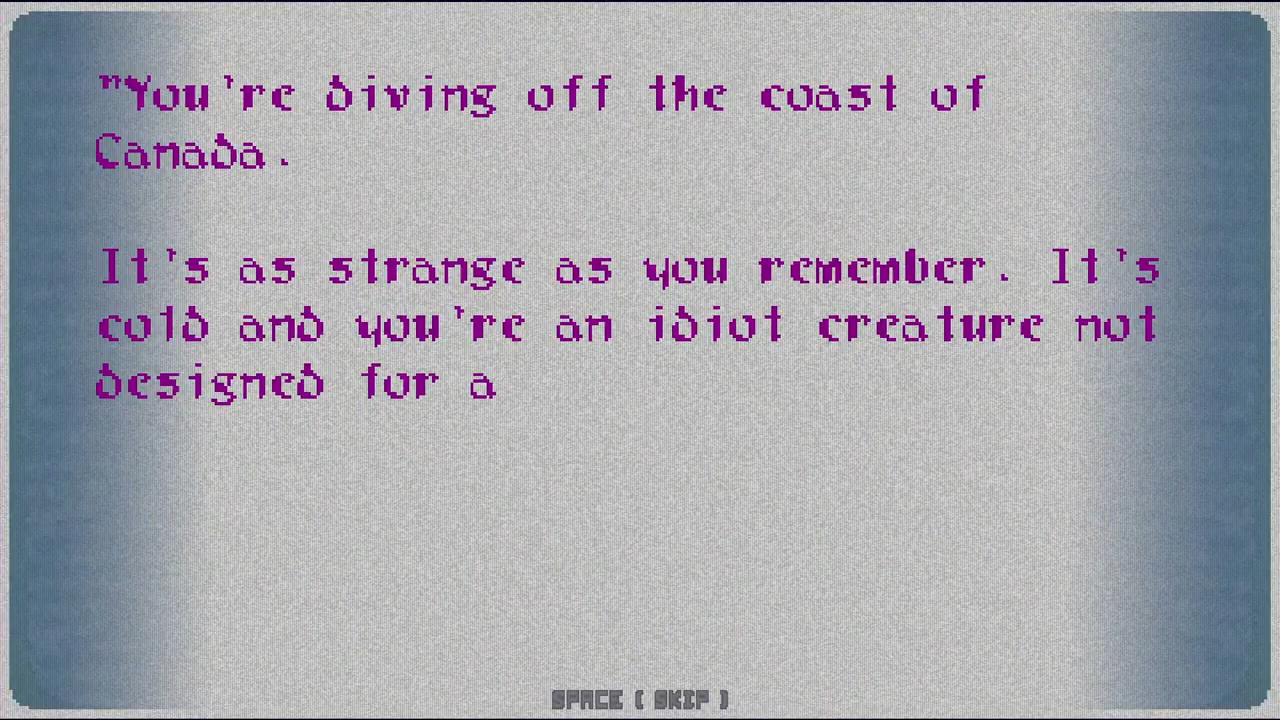 "You're diving off the coast of
Canada.
It's as strange as you remember. It's
cold and you're an idiot creature not
designed for a
SPACE ( SKIP )